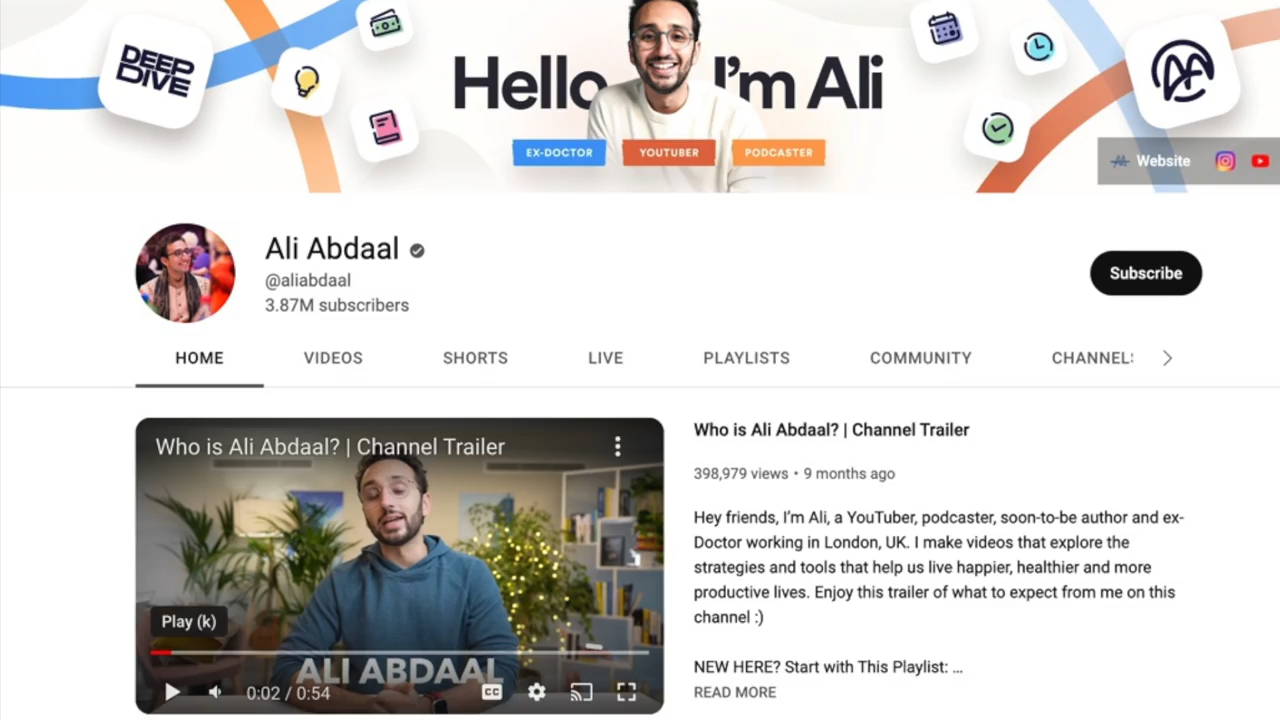 DEEP
DIVE
Hello I'm Ali
EX-DOCTOR
YOUTUBER
PODCASTER
Website
Ali Abdaal
@aliabdaal
3.87M subscribers
Subscribe
HOME
VIDEOS
SHORTS
LIVE
PLAYLISTS
COMMUNITY
CHANNELS
Who is Ali Abdaal? | Channel Trailer
Play (k)
ALI ABDAAL
0:02 / 0:54
CC
Who is Ali Abdaal? | Channel Trailer
398,979 views • 9 months ago
Hey friends, I'm Ali, a YouTuber, podcaster, soon-to-be author and ex-
Doctor working in London, UK. I make videos that explore the
strategies and tools that help us live happier, healthier and more
productive lives. Enjoy this trailer of what to expect from me on this
channel :)
NEW HERE? Start with This Playlist: ...
READ MORE